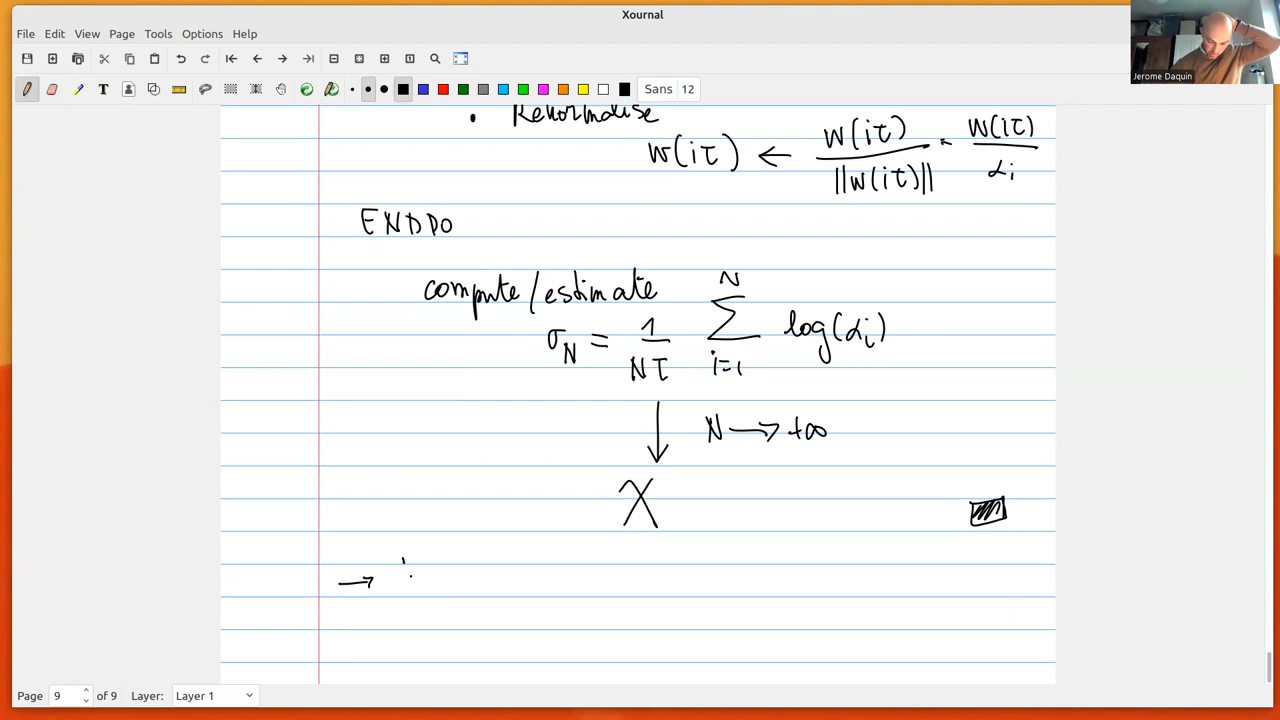 Xournal
File Edit View Page Tools Options Help
Sans 12
Jerome Daquin
• Renormalise
w(iτ) ← w(iτ) / ||w(iτ)|| = w(iτ) / αi
ENDDO
compute/estimate
σN = 1 / Nτ ∑ i=1 N log(αi)
↓ N → +∞
χ
→
Page 9 of 9 Layer: Layer 1